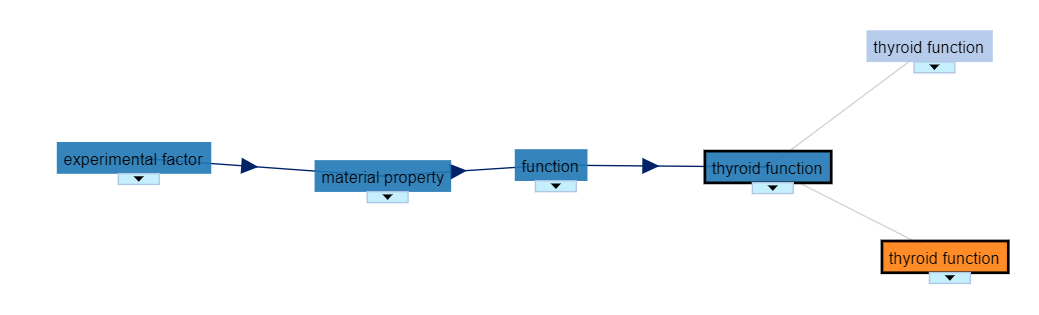 thyroid function
experimental factor
material property
function
thyroid function
thyroid function